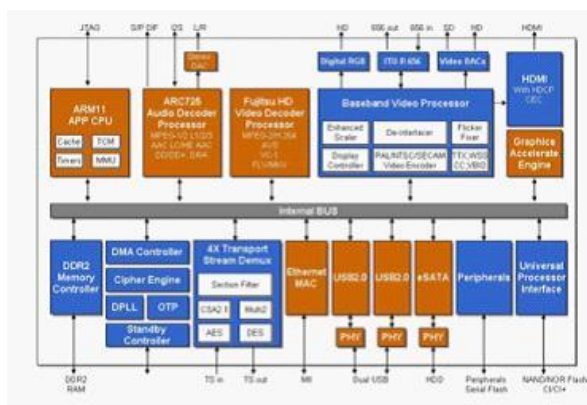 JTAG
S/P DIF
I2S
L/R
HD
656 out
656 in
SD
HD
HDMI
Stereo
DAC
Digital RGB
ITU-R 656
Video DACs
ARM11
APP CPU
Cache
TCM
Timers
MMU
Audio Decoder
Processor
Fujitsu HD
Video Decoder
Processor
Baseband Video Processor
Enhanced
Scaler
De-interlacer
Flicker
Fixer
Display
Controller
PAL/NTSC/SECAM
Video Encoder
TTX, WSS
HDMI
With HDCP
CEC
Graphics
Accelerate
Engine
Internal BUS
DDR2
Memory
Controller
DMA Controller
Cipher Engine
DPLL
OTP
Standby
Controller
4X Transport
Stream Demux
Section Filter
Multi2
AES
DES
Ethernet
MAC
USB2.0
USB2.0
eSATA
PHY
PHY
PHY
Peripherals
Universal
Processor
Interface
DDR2
RAM
TS in
TS out
MII
Dual USB
HDD
Peripherals
Serial Flash
NAND/NOR Flash
CI/CI+